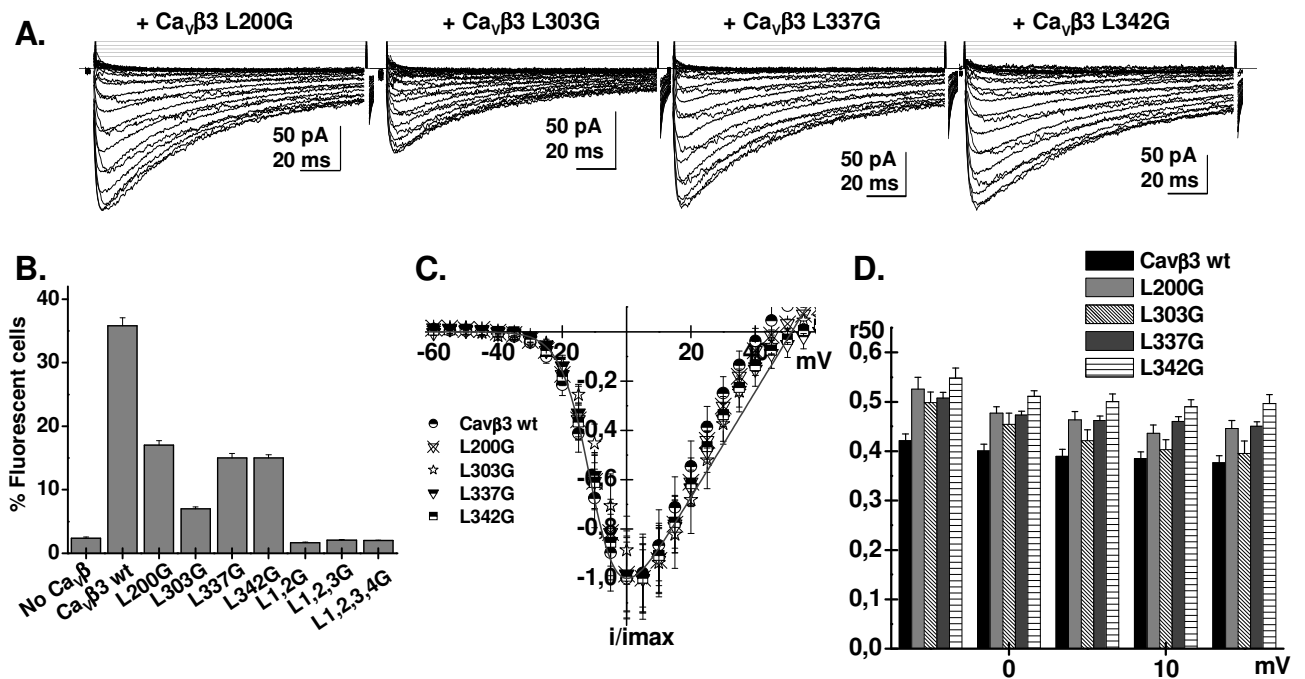 A.
+ CaVβ3 L200G
+ CaVβ3 L303G
+ CaVβ3 L337G
+ CaVβ3 L342G
50 pA
20 ms
50 pA
20 ms
50 pA
20 ms
50 pA
20 ms
B.
% Fluorescent cells
40
30
20
10
0
No CaVβ
CaVβ3 wt
L200G
L303G
L337G
L342G
L1,2G
L1,2,3G
L1,2,3,4G
C.
-60
-40
-20
20
40
mV
-0,2
-0,4
-0,6
-0,8
-1,0
i/imax
Cavβ3 wt
L200G
L303G
L337G
L342G
D.
Cavβ3 wt
L200G
L303G
L337G
L342G
r50
0,6
0,5
0,4
0,3
0,2
0,1
0,0
0
10
mV